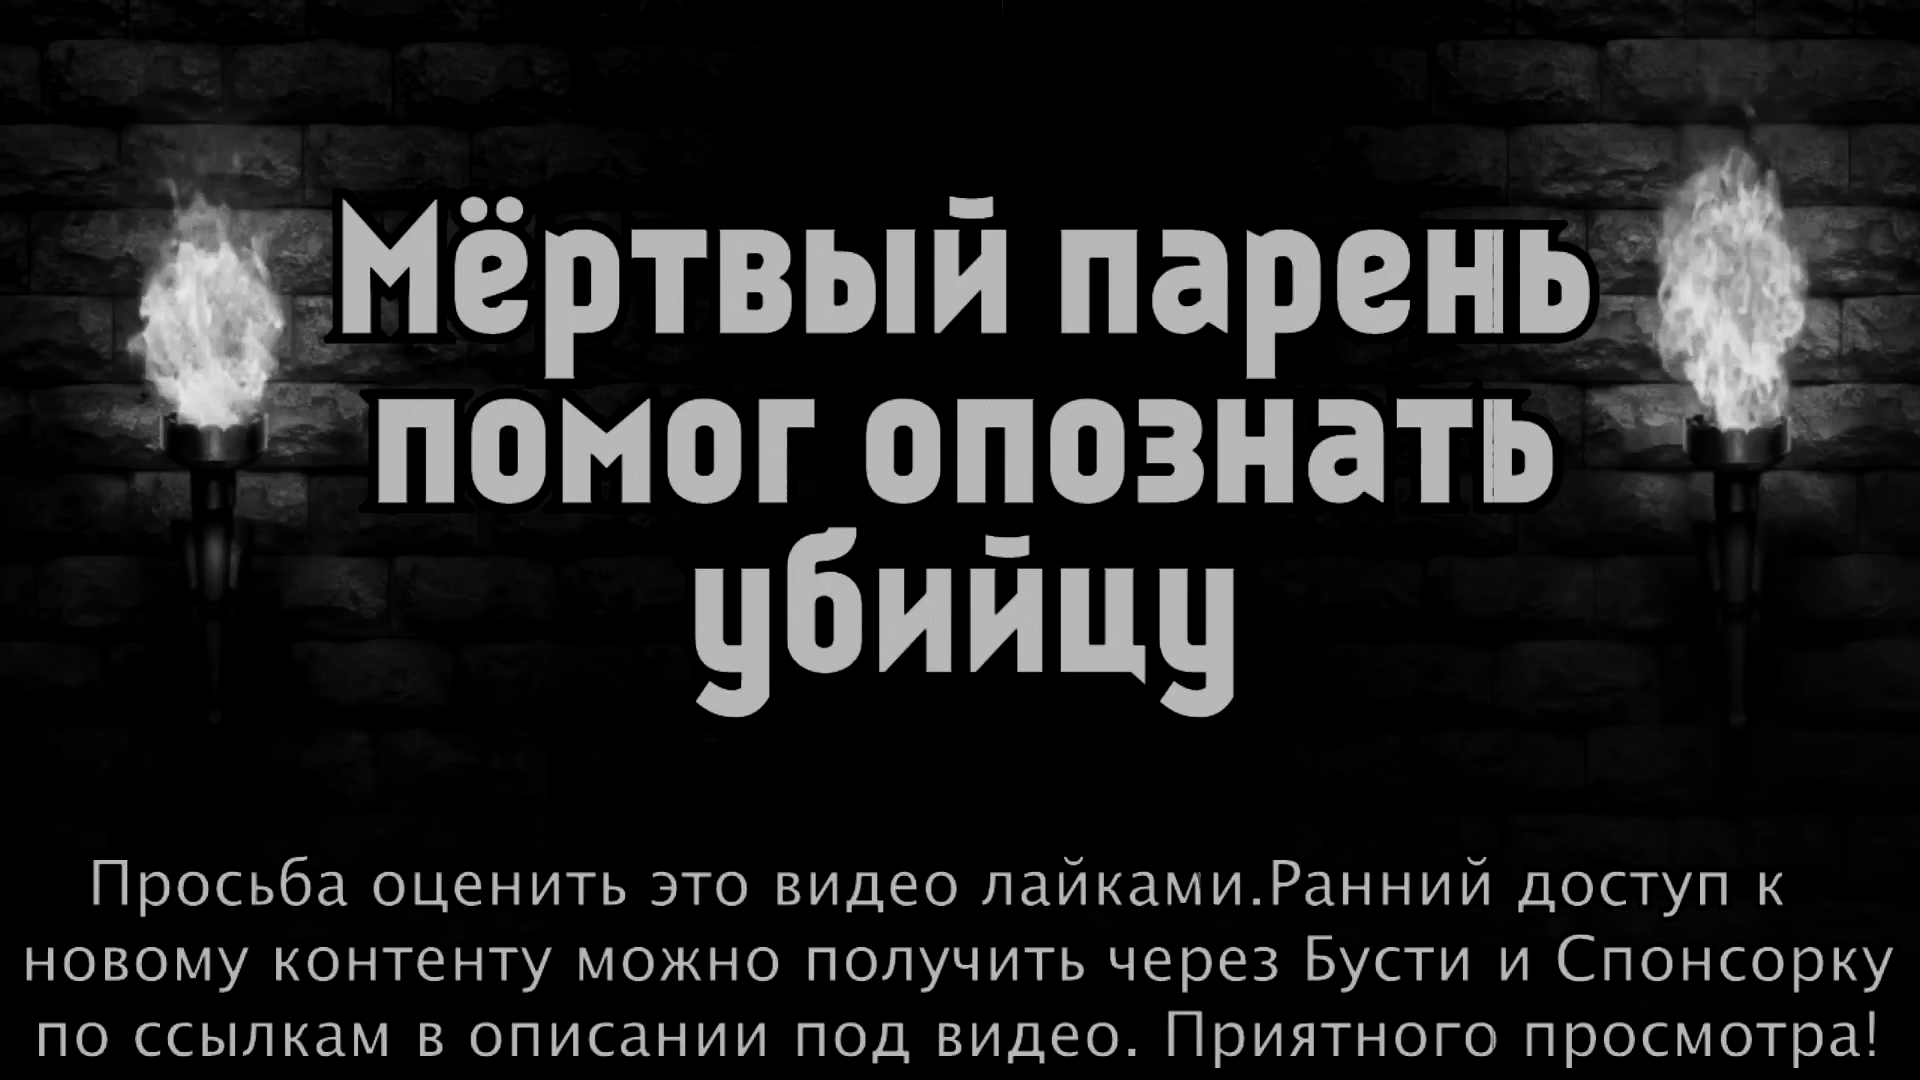 Мёртвый парень
помог опознать
убийцу
Просьба оценить это видео лайками.Ранний доступ к
новому контенту можно получить через Бусти и Спонсорку
по ссылкам в описании под видео. Приятного просмотра!